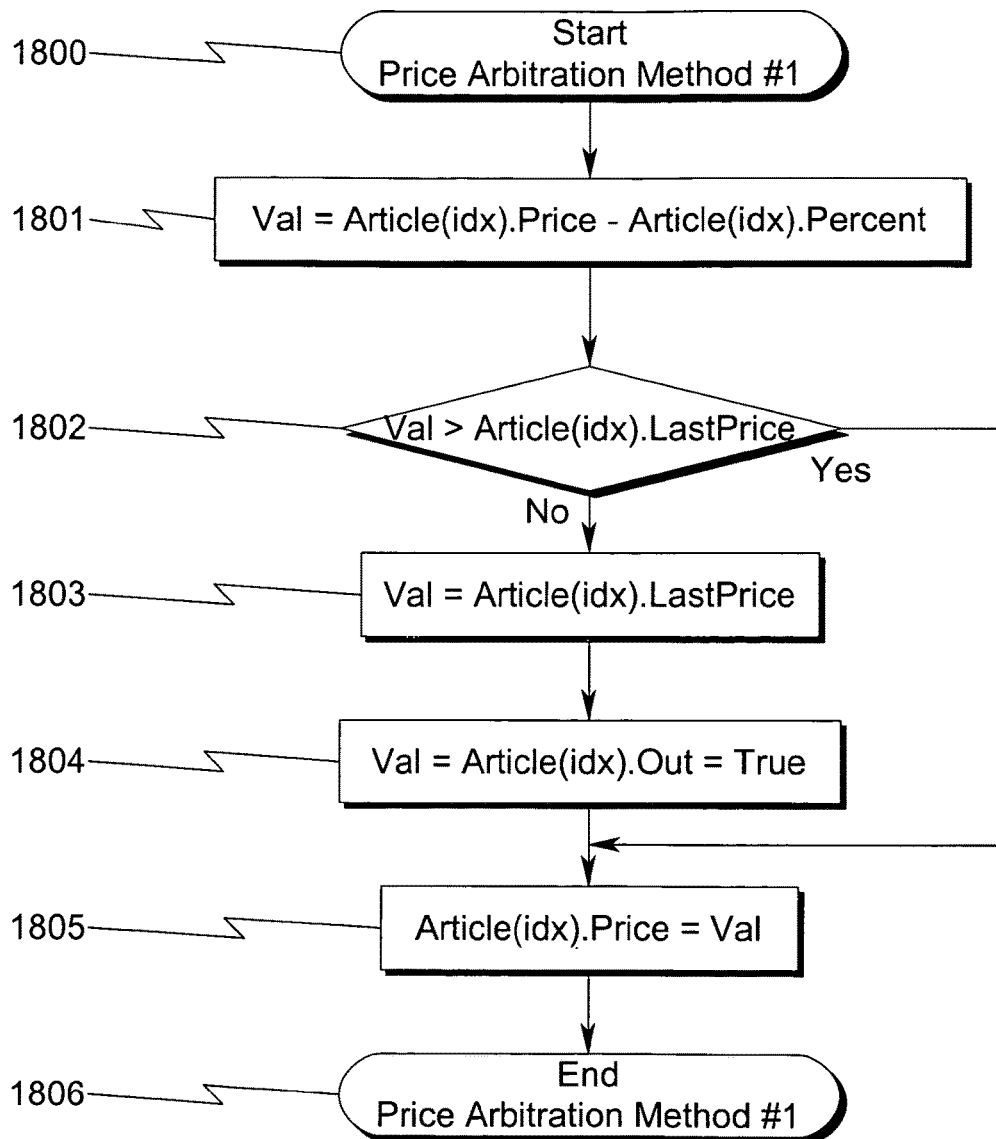 1800
Start
Price Arbitration Method #1
1801
Val = Article(idx).Price - Article(idx).Percent
1802
Val > Article(idx).LastPrice
Yes
No
1803
Val = Article(idx).LastPrice
1804
Val = Article(idx).Out = True
1805
Article(idx).Price = Val
1806
End
Price Arbitration Method #1